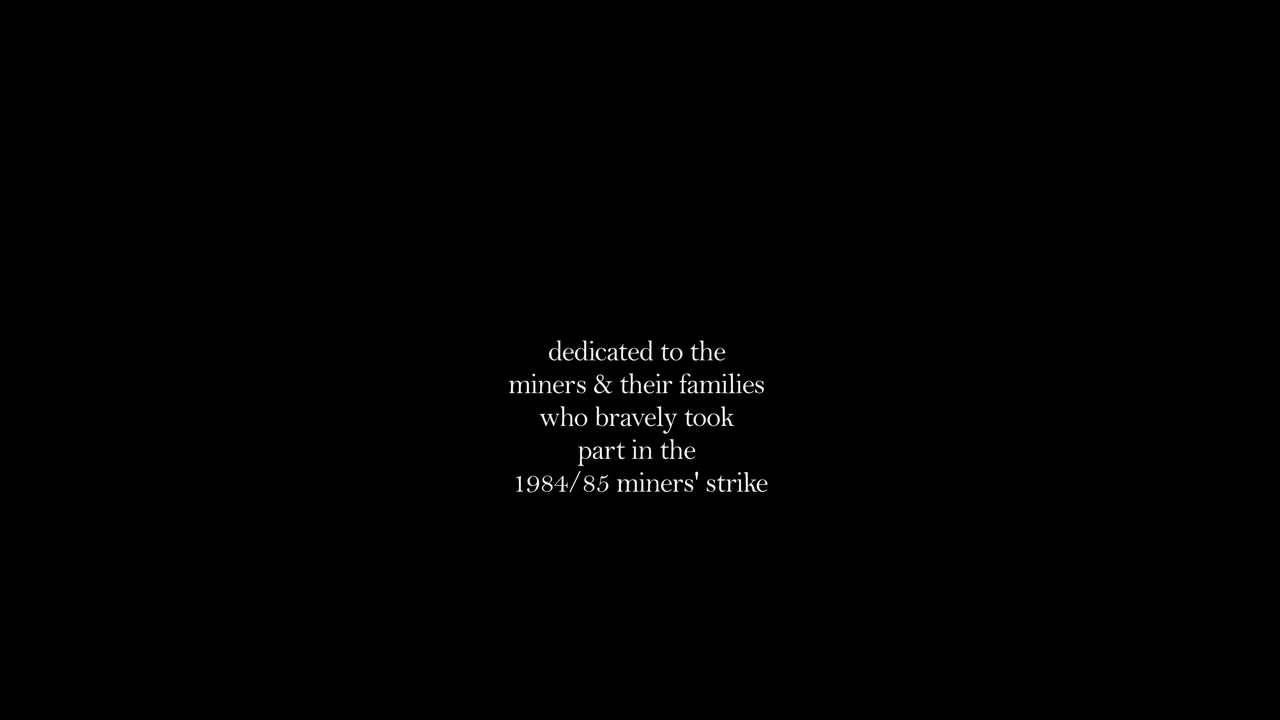 dedicated to the
miners & their families
who bravely took
part in the
1984/85 miners' strike